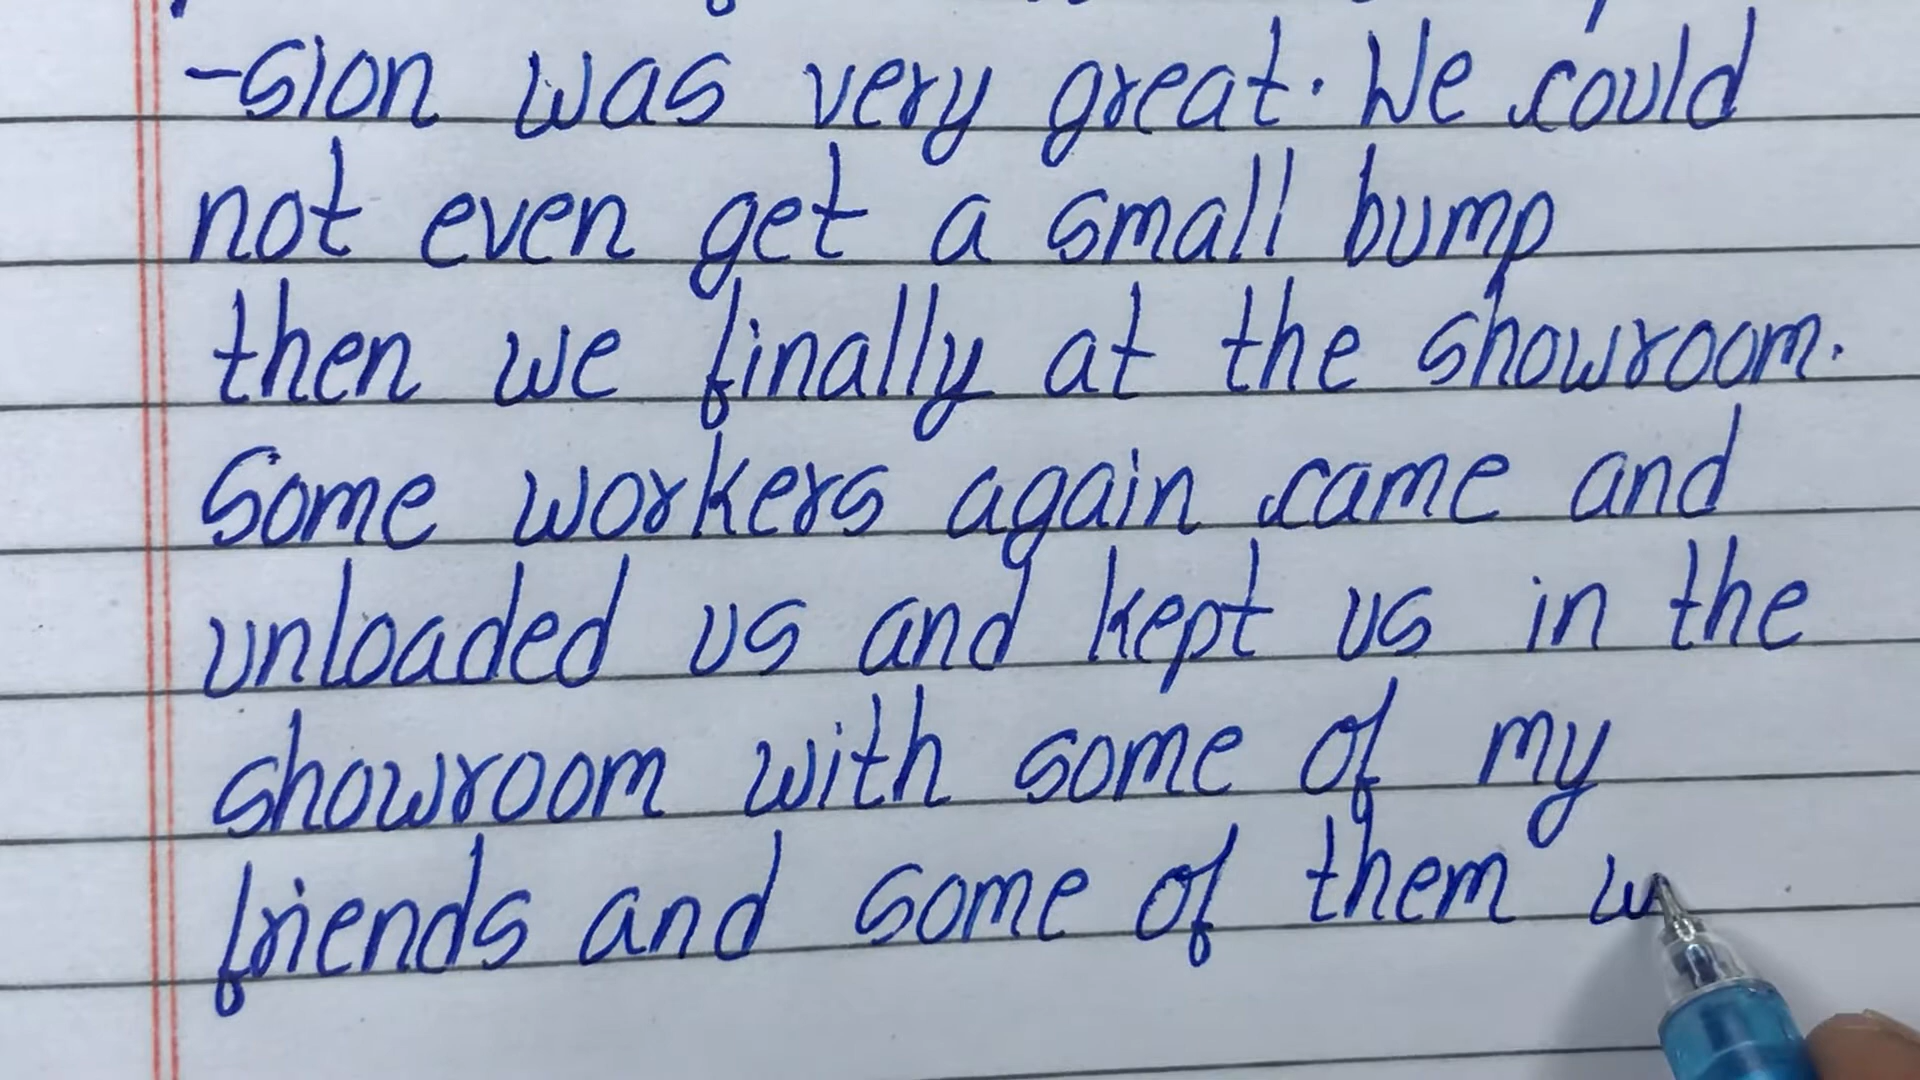 -sion was very great. We could
not even get a small bump
then we finally at the showroom.
Some workers again came and
unloaded us and kept us in the
showroom with some of my
friends and some of them w